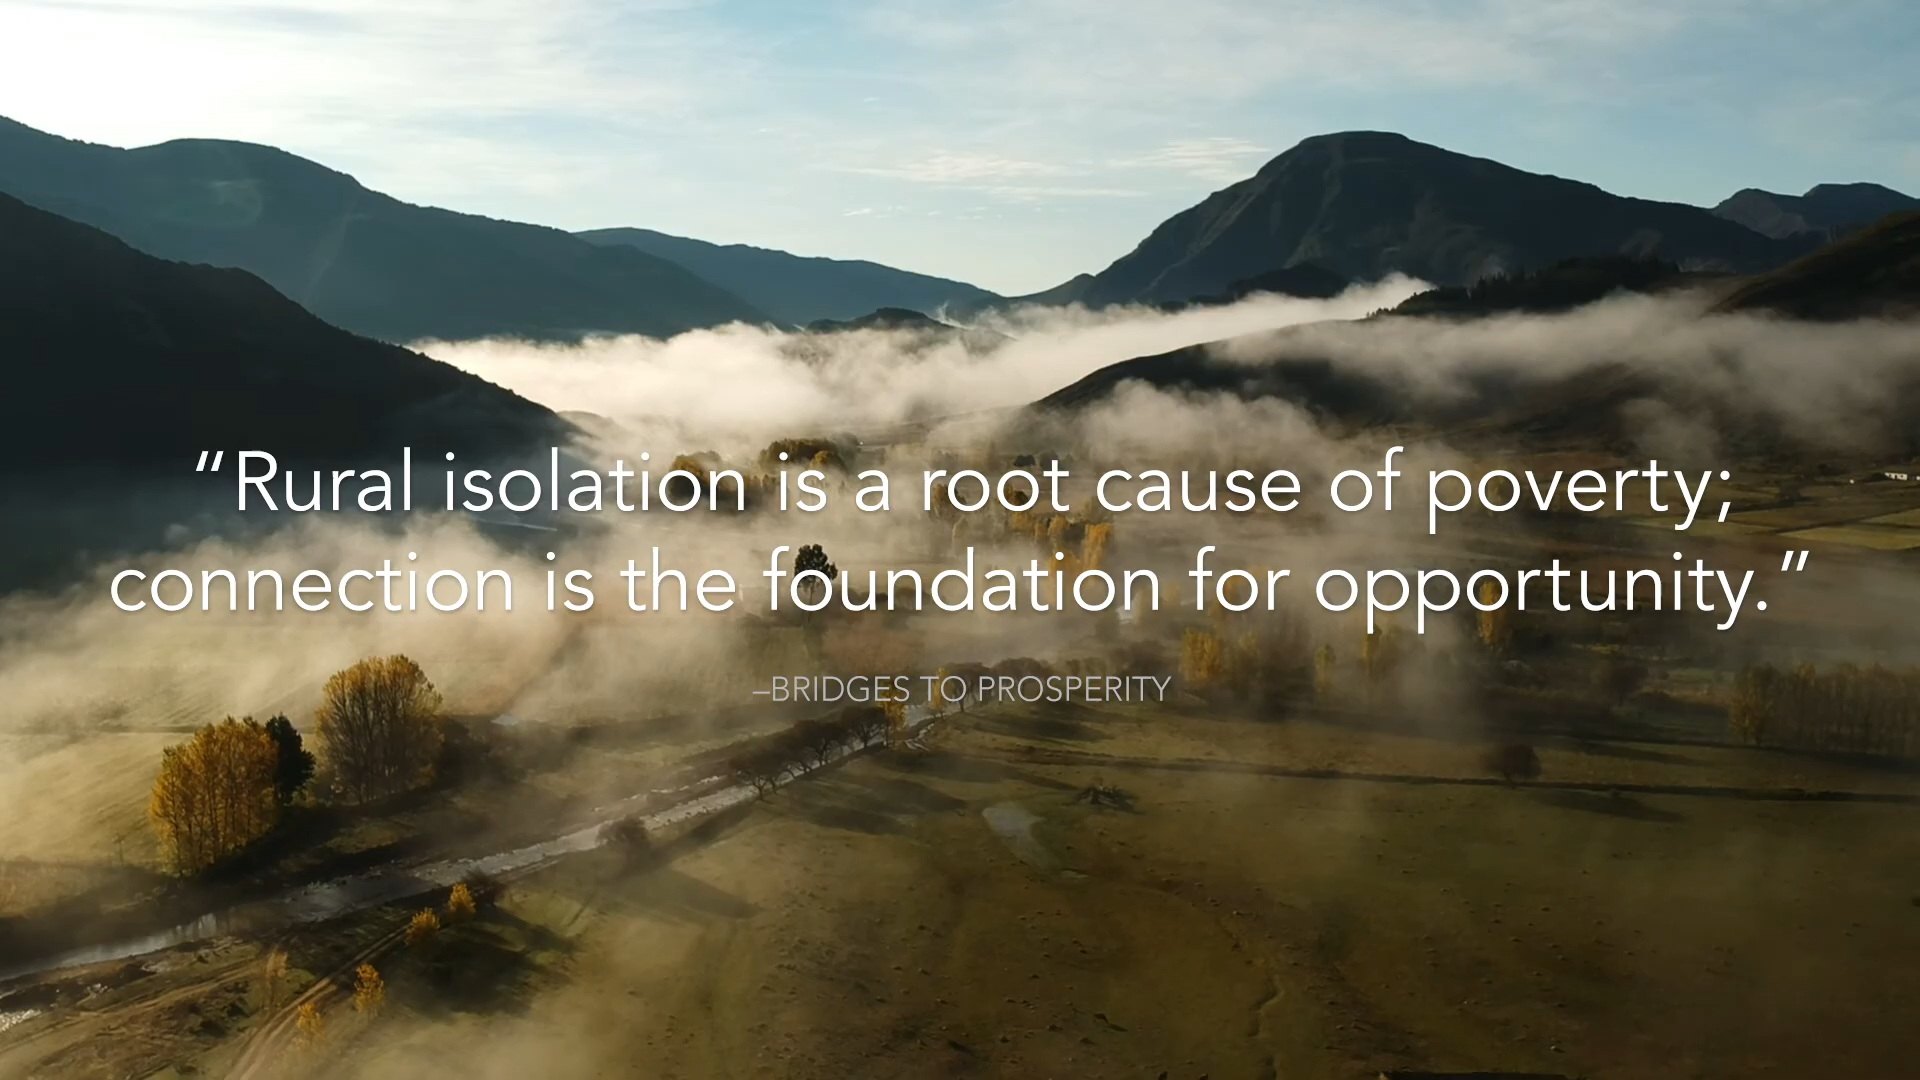 “Rural isolation is a root cause of poverty;
connection is the foundation for opportunity.”
–BRIDGES TO PROSPERITY